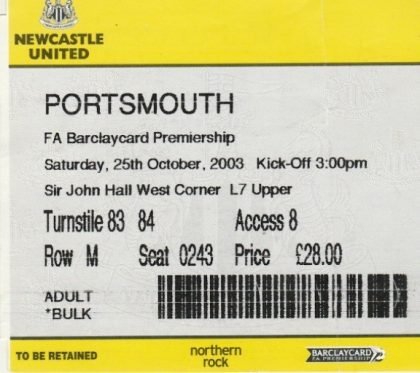 NEWCASTLE
UNITED
PORTSMOUTH
FA Barclaycard Premiership
Saturday, 25th October, 2003 Kick-Off 3:00pm
Sir John Hall West Corner L7 Upper
Turnstile 83 84 Access 8
Row M Seat 0243 Price £28.00
ADULT
*BULK
TO BE RETAINED
northern
rock
BARCLAYCARD
FA PREMIERSHIP